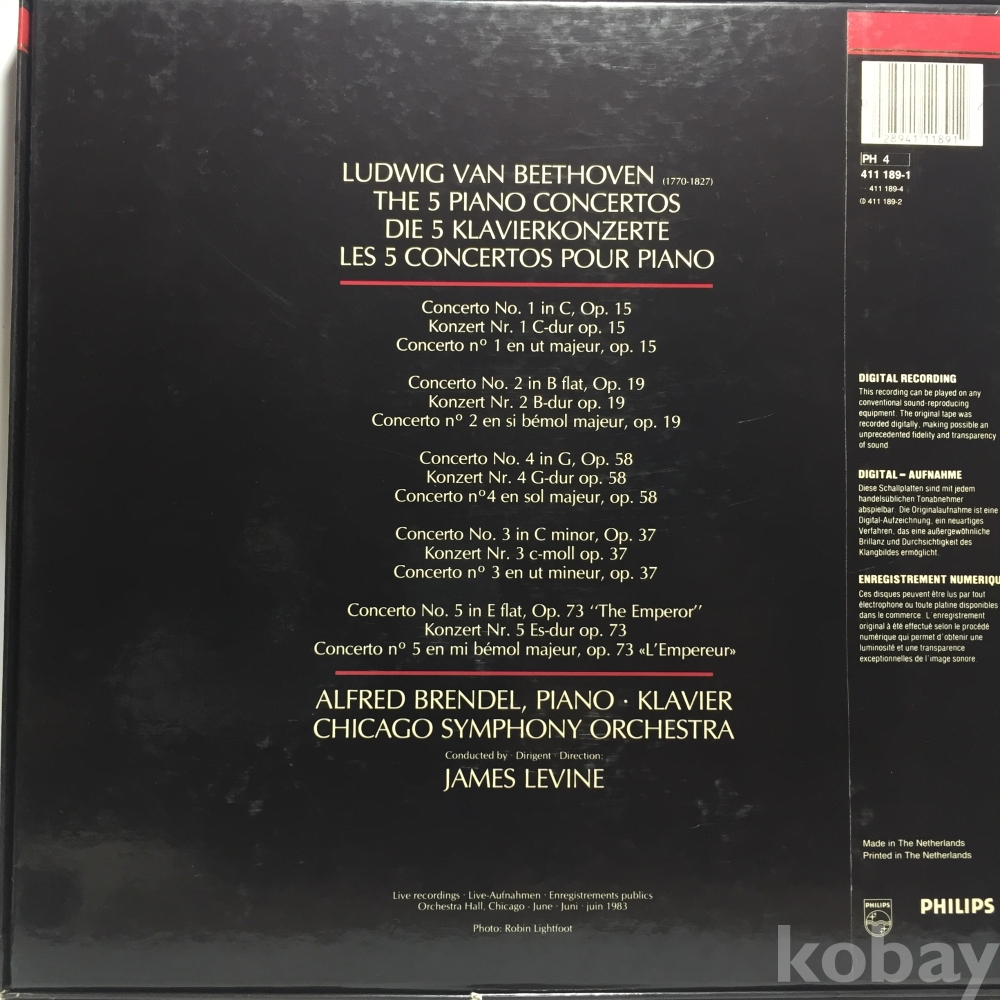 LUDWIG VAN BEETHOVEN (1770-1827)
THE 5 PIANO CONCERTOS
DIE 5 KLAVIERKONZERTE
LES 5 CONCERTOS POUR PIANO
Concerto No. 1 in C, Op. 15
Konzert Nr. 1 C-dur op. 15
Concerto nº 1 en ut majeur, op. 15
Concerto No. 2 in B flat, Op. 19
Konzert Nr. 2 B-dur op. 19
Concerto nº 2 en si bémol majeur, op. 19
Concerto No. 4 in G, Op. 58
Konzert Nr. 4 G-dur op. 58
Concerto nº4 en sol majeur, op. 58
Concerto No. 3 in C minor, Op. 37
Konzert Nr. 3 c-moll op. 37
Concerto nº 3 en ut mineur, op. 37
Concerto No. 5 in E flat, Op. 73 "The Emperor"
Konzert Nr. 5 Es-dur op. 73
Concerto nº 5 en mi bémol majeur, op. 73 «L'Empereur»
ALFRED BRENDEL, PIANO · KLAVIER
CHICAGO SYMPHONY ORCHESTRA
Conducted by · Dirigent · Direction:
JAMES LEVINE
Live recordings · Live-Aufnahmen · Enregistrements publics
Orchestra Hall, Chicago · June · Juni · juin 1983
Photo: Robin Lightfoot
28941 11891
PH 4
411 189-1
411 189-4
411 189-2
DIGITAL RECORDING
This recording can be played on any
conventional sound-reproducing
equipment. The original tape was
recorded digitally, making possible an
unprecedented fidelity and transparency
of sound.
DIGITAL – AUFNAHME
Diese Schallplatten sind mit jedem
handelsüblichen Tonabnehmer
abspielbar. Die Originalaufnahme ist eine
Digital-Aufzeichnung, ein neuartiges
Verfahren, das eine außergewöhnliche
Brillanz und Durchsichtigkeit des
Klangbildes ermöglicht.
ENREGISTREMENT NUMERIQU
Ces disques peuvent être lus par tout
électrophone ou toute platine disponibles
dans le commerce. L'enregistrement
original à été effectué selon le procédé
numérique qui permet d'obtenir une
luminosité et une transparence
exceptionnelles de l'image sonore.
Made in The Netherlands
Printed in The Netherlands
PHILIPS
PHILIPS
kobay